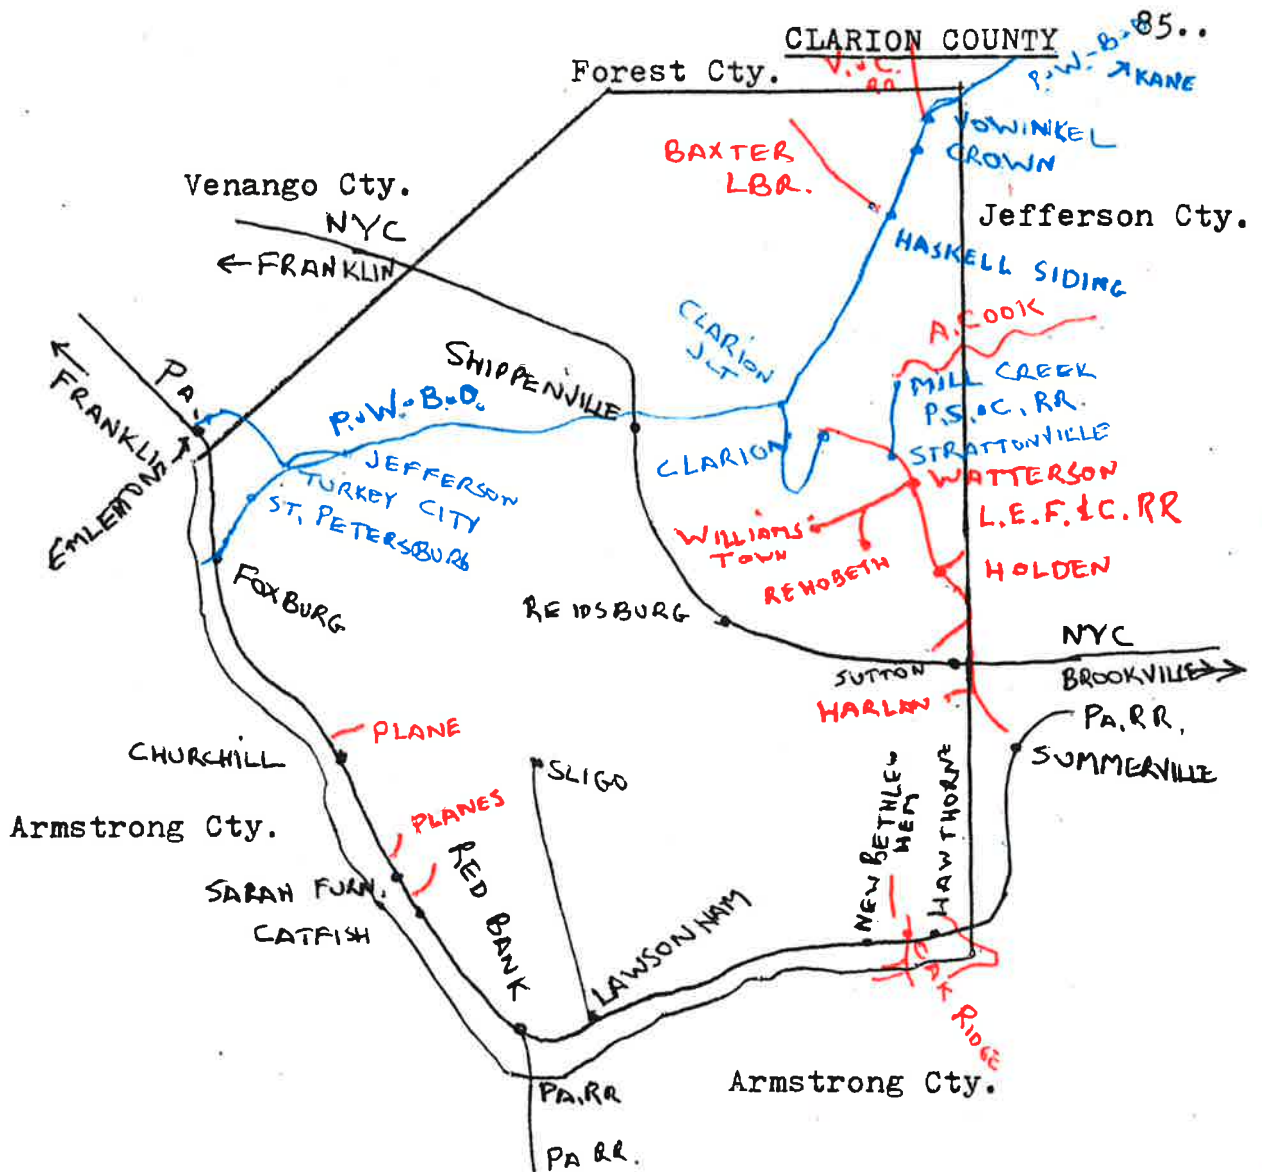 85..
CLARION COUNTY
P.W.-B-O
KANE
V.&C.
RR
Forest Cty.
VOWINKEL
CROWN
BAXTER
LBR.
Venango Cty.
NYC
FRANKLIN
Jefferson Cty.
HASKELL SIDING
A. COOK
CLARION
JCT
MILL CREEK
P.S.&C. RR.
STRATTONVILLE
SHIPPENVILLE
PA.
FRANKLIN
EMLEMTON
P.W.B.O.
JEFFERSON
TURKEY CITY
ST. PETERSBURG
CLARION
WATTERSON
L.E.F.&C. RR
WILLIAMS
TOWN
REHOBETH
HOLDEN
FOXBURG
REIDSBURG
NYC
BROOKVILLE
SUTTON
HARLAN
PA.RR.
SUMMERVILLE
PLANE
CHURCHILL
SLIGO
PLANES
Armstrong Cty.
SARAH FURN.
CATFISH
RED BANK
LAWSONHAM
NEW BETHLE
HEM
HAWTHORNE
OAK RIDGE
Armstrong Cty.
PA.RR
PA RR.